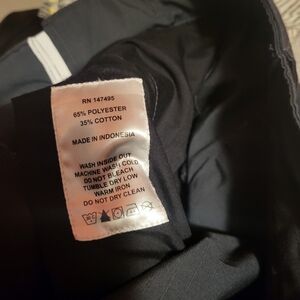 RN 147495
65% POLYESTER
35% COTTON
MADE IN INDONESIA
WASH INSIDE OUT
MACHINE WASH COLD
DO NOT BLEACH
TUMBLE DRY LOW
WARM IRON
DO NOT DRY CLEAN